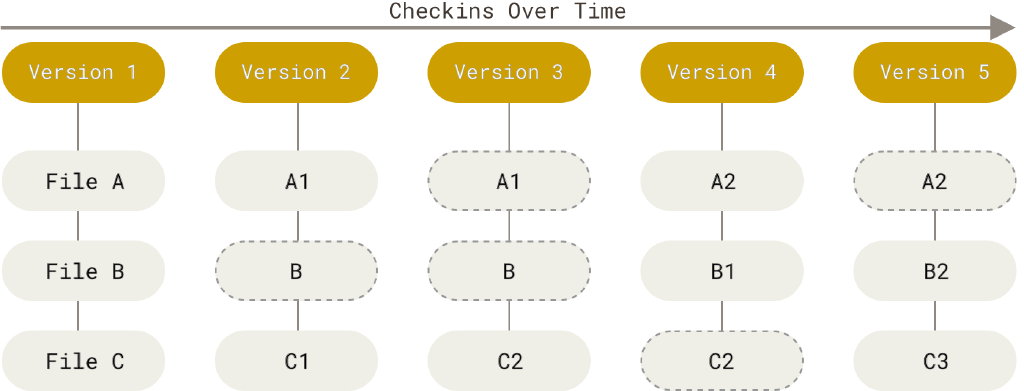 Checkins Over Time
Version 1 Version 2 Version 3 Version 4 Version 5
File A A1 A1 A2 A2
File B B B B1 B2
File C C1 C2 C2 C3